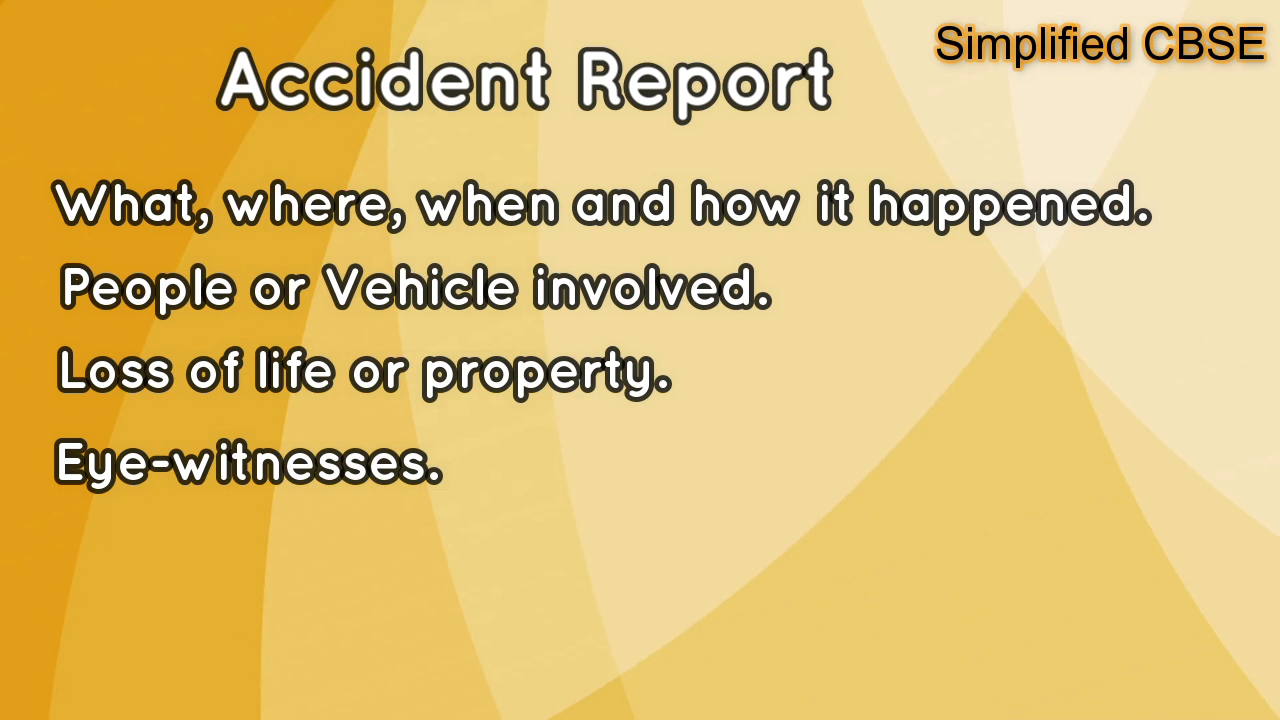 Simplified CBSE
Accident Report
What, where, when and how it happened.
People or Vehicle involved.
Loss of life or property.
Eye-witnesses.